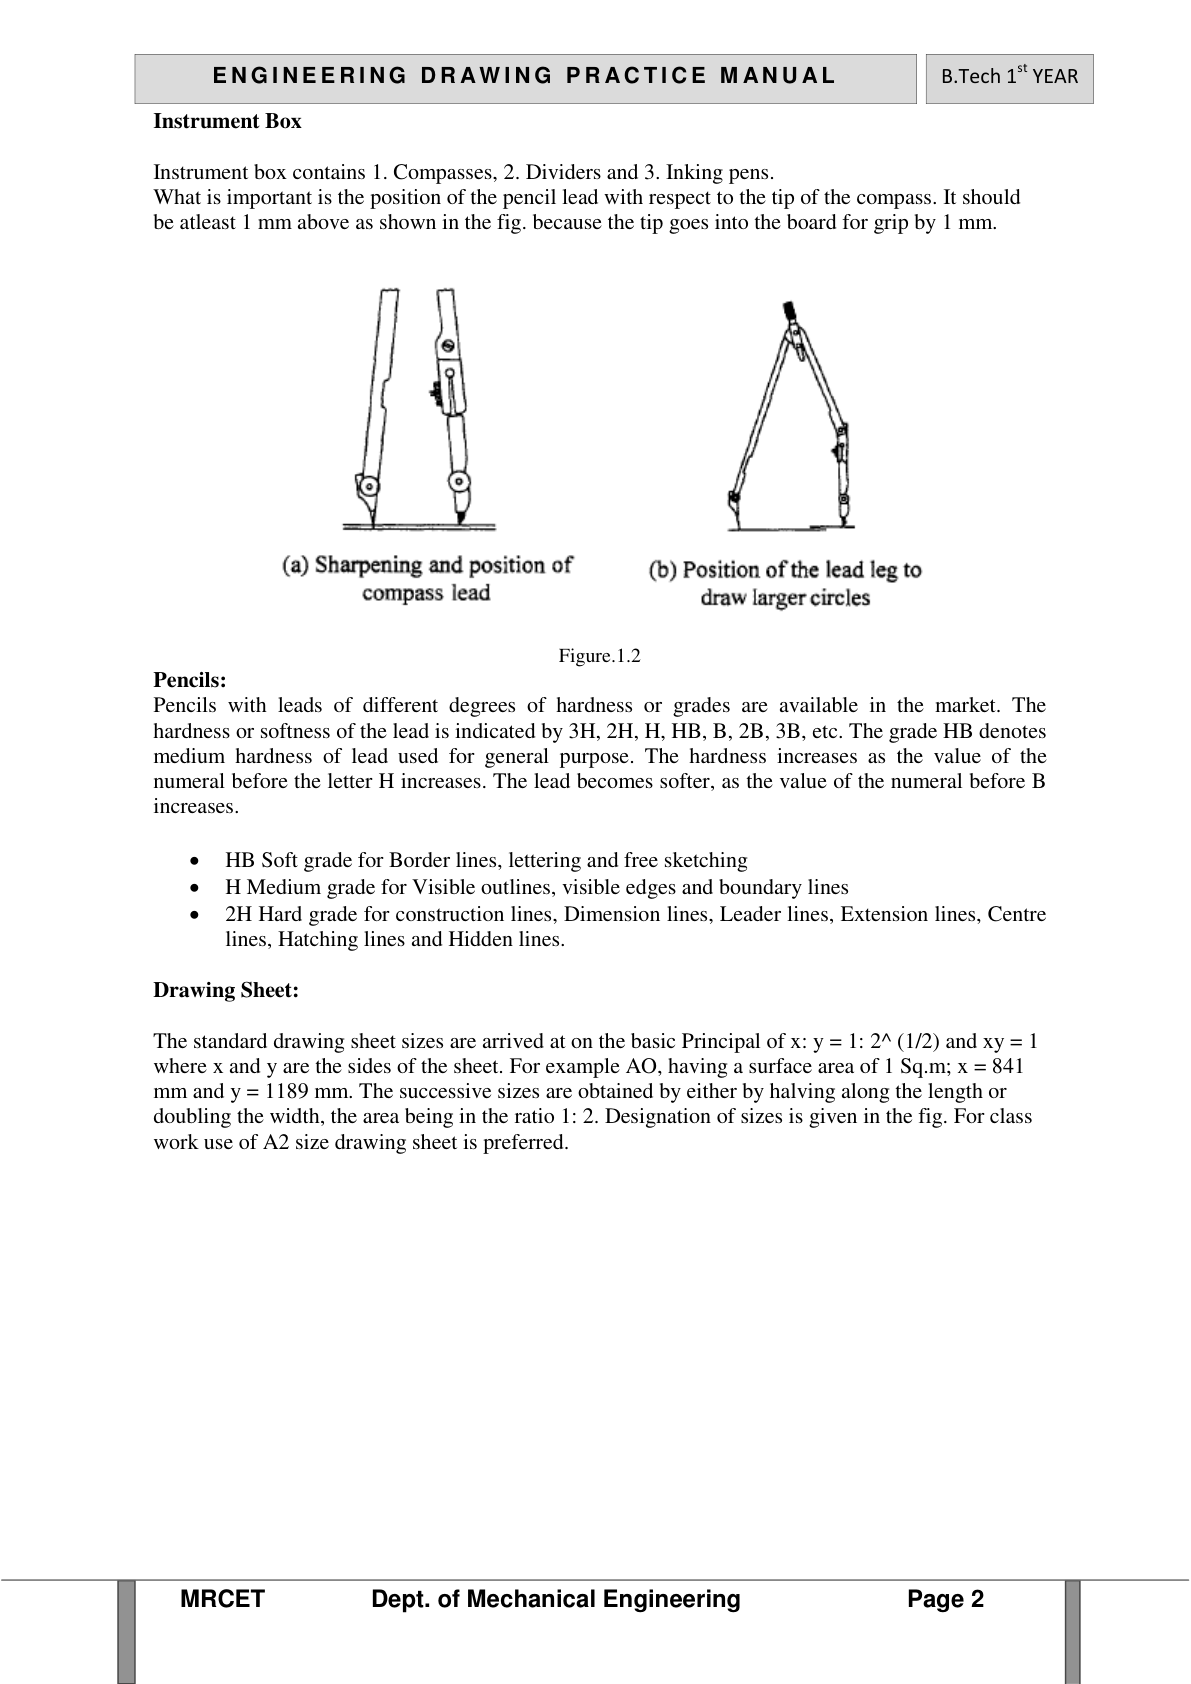 ENGINEERING DRAWING PRACTICE MANUAL
B.Tech 1st YEAR
Instrument Box
Instrument box contains 1. Compasses, 2. Dividers and 3. Inking pens.
What is important is the position of the pencil lead with respect to the tip of the compass. It should
be atleast 1 mm above as shown in the fig. because the tip goes into the board for grip by 1 mm.
(a) Sharpening and position of
compass lead
(b) Position of the lead leg to
draw larger circles
Figure.1.2
Pencils:
Pencils with leads of different degrees of hardness or grades are available in the market. The
hardness or softness of the lead is indicated by 3H, 2H, H, HB, B, 2B, 3B, etc. The grade HB denotes
medium hardness of lead used for general purpose. The hardness increases as the value of the
numeral before the letter H increases. The lead becomes softer, as the value of the numeral before B
increases.
• HB Soft grade for Border lines, lettering and free sketching
• H Medium grade for Visible outlines, visible edges and boundary lines
• 2H Hard grade for construction lines, Dimension lines, Leader lines, Extension lines, Centre
lines, Hatching lines and Hidden lines.
Drawing Sheet:
The standard drawing sheet sizes are arrived at on the basic Principal of x: y = 1: 2^ (1/2) and xy = 1
where x and y are the sides of the sheet. For example AO, having a surface area of 1 Sq.m; x = 841
mm and y = 1189 mm. The successive sizes are obtained by either by halving along the length or
doubling the width, the area being in the ratio 1: 2. Designation of sizes is given in the fig. For class
work use of A2 size drawing sheet is preferred.
MRCET Dept. of Mechanical Engineering Page 2